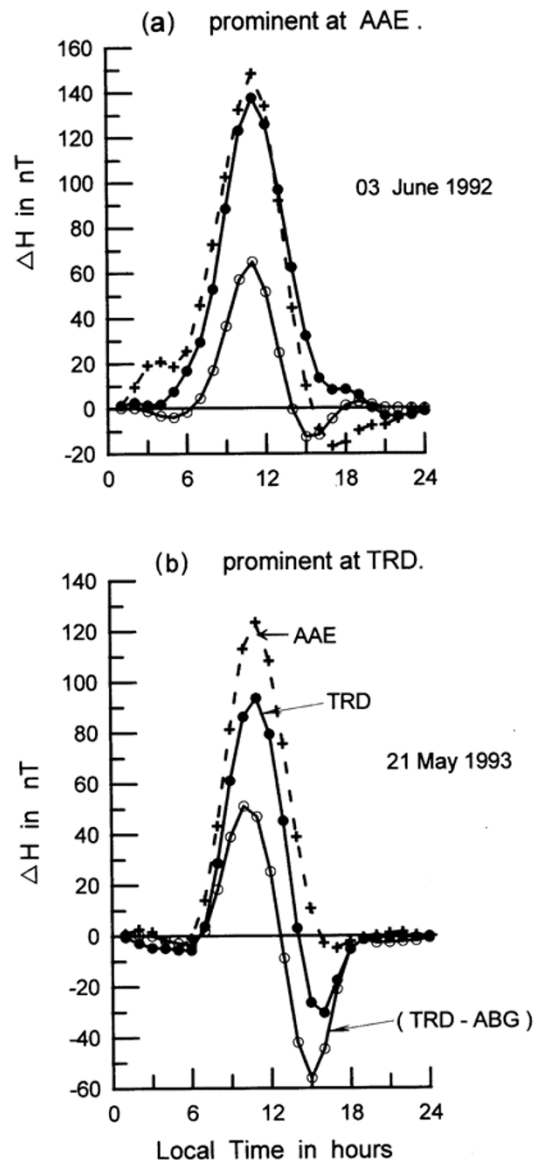 (a) prominent at AAE .
160
140
120
100
80
60
40
20
0
-20
ΔH in nT
03 June 1992
0 6 12 18 24
(b) prominent at TRD.
140
120
100
80
60
40
20
0
-20
-40
-60
ΔH in nT
AAE
TRD
21 May 1993
( TRD - ABG )
0 6 12 18 24
Local Time in hours